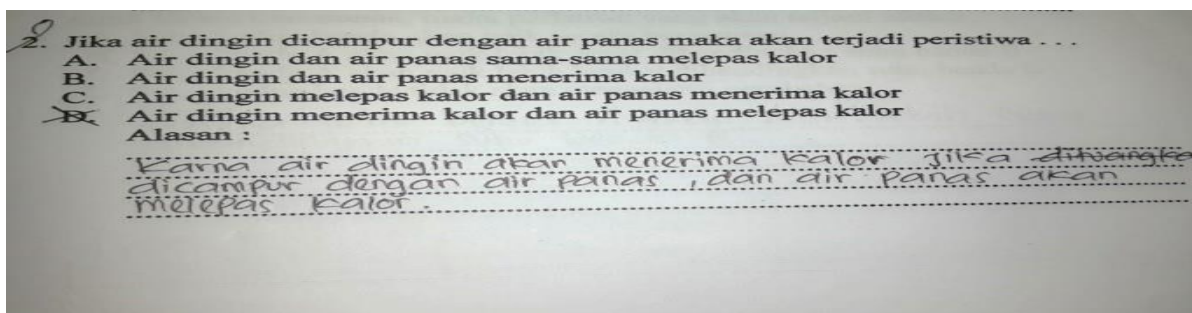 2. Jika air dingin dicampur dengan air panas maka akan terjadi peristiwa . . .
A. Air dingin dan air panas sama-sama melepas kalor
B. Air dingin dan air panas menerima kalor
C. Air dingin melepas kalor dan air panas menerima kalor
D. Air dingin menerima kalor dan air panas melepas kalor
Alasan :
Karna air dingin akan menerima kalor jika dituangka
dicampur dengan air panas , dan air panas akan
melepas kalor .